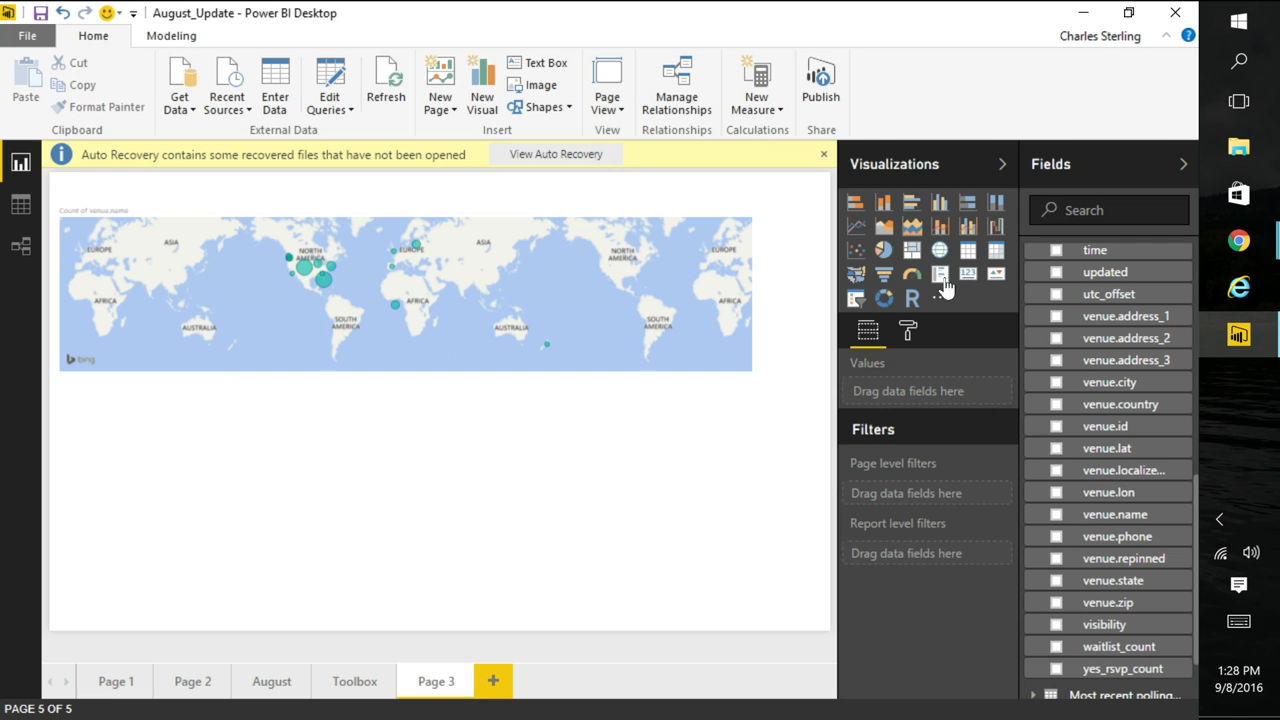 August_Update - Power BI Desktop
File
Home
Modeling
Charles Sterling
Paste
Cut
Copy
Format Painter
Clipboard
Get Data
Recent Sources
Enter Data
External Data
Edit Queries
Refresh
New Page
New Visual
Text Box
Image
Shapes
Insert
Page View
View
Manage Relationships
Relationships
New Measure
Calculations
Publish
Share
Auto Recovery contains some recovered files that have not been opened
View Auto Recovery
Count of venue.name
EUROPE
ASIA
NORTH AMERICA
EUROPE
ASIA
NORTH AMERICA
EUROPE
AFRICA
AUSTRALIA
SOUTH AMERICA
AFRICA
AUSTRALIA
SOUTH AMERICA
AFRICA
bing
Visualizations
123
R
Values
Drag data fields here
Filters
Page level filters
Drag data fields here
Report level filters
Drag data fields here
Fields
Search
time
updated
utc_offset
venue.address_1
venue.address_2
venue.address_3
venue.city
venue.country
venue.id
venue.lat
venue.localize...
venue.lon
venue.name
venue.phone
venue.repinned
venue.state
venue.zip
visibility
waitlist_count
yes_rsvp_count
Most recent polling...
Page 1
Page 2
August
Toolbox
Page 3
PAGE 5 OF 5
1:28 PM
9/8/2016